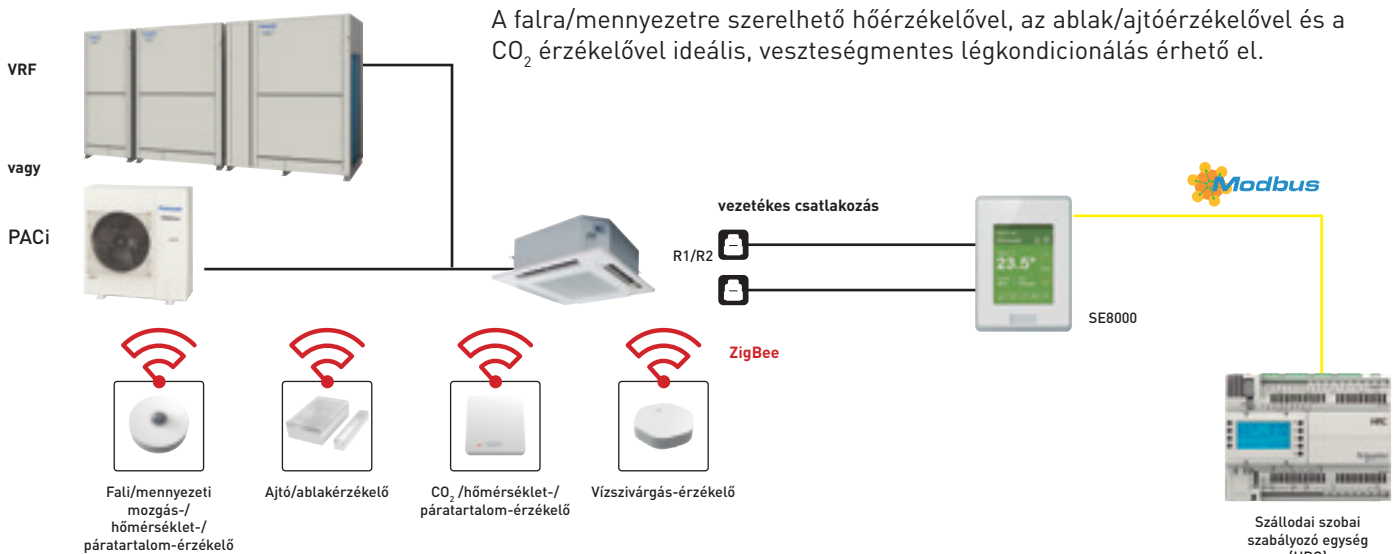 A falra/mennyezetre szerelhető hőérzékelővel, az ablak/ajtóérzékelővel és a
CO₂ érzékelővel ideális, veszteségmentes légkondicionálás érhető el.
VRF
vagy
PACi
vezetékes csatlakozás
R1/R2
Modbus
23.5°
SE8000
ZigBee
HRC
Fali/mennyezeti
mozgás-/
hőmérséklet-/
páratartalom-érzékelő
Ajtó/ablakérzékelő
CO₂ /hőmérséklet-/
páratartalom-érzékelő
Vízszivárgás-érzékelő
Szállodai szobai
szabályozó egység